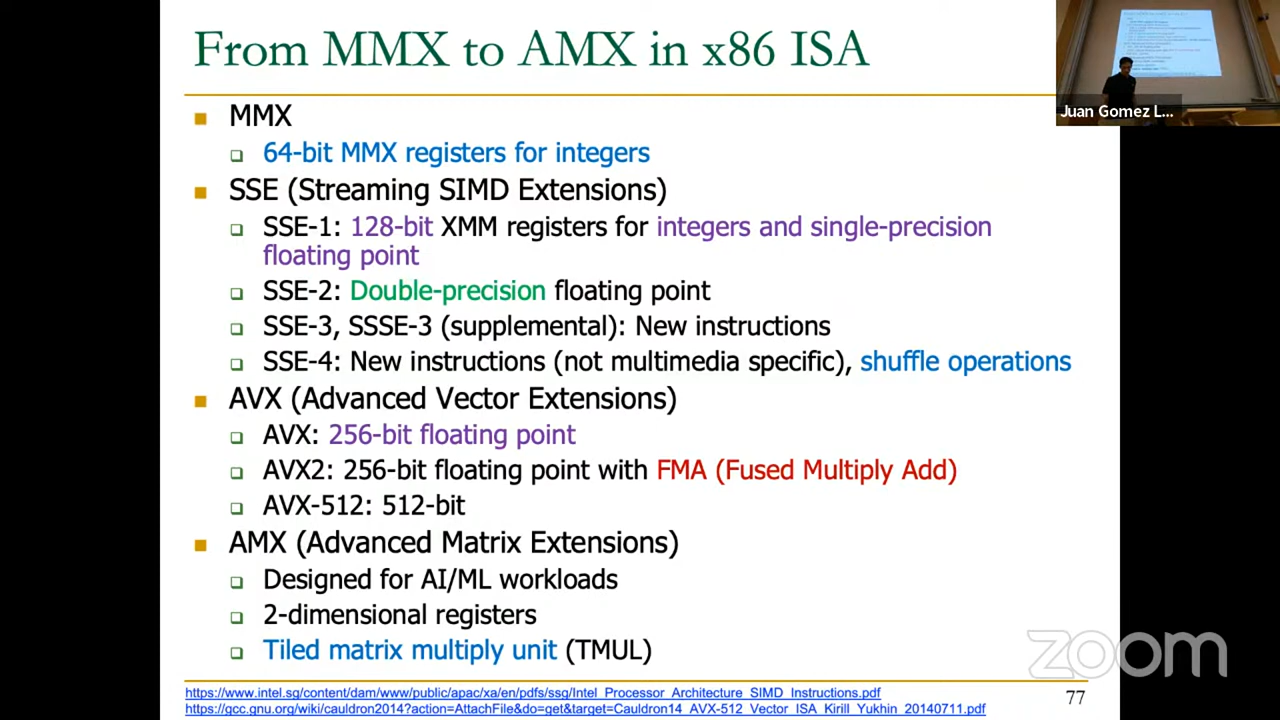 From MMX to AMX in x86 ISA
Juan Gomez L...
MMX
64-bit MMX registers for integers
SSE (Streaming SIMD Extensions)
SSE-1: 128-bit XMM registers for integers and single-precision
floating point
SSE-2: Double-precision floating point
SSE-3, SSSE-3 (supplemental): New instructions
SSE-4: New instructions (not multimedia specific), shuffle operations
AVX (Advanced Vector Extensions)
AVX: 256-bit floating point
AVX2: 256-bit floating point with FMA (Fused Multiply Add)
AVX-512: 512-bit
AMX (Advanced Matrix Extensions)
Designed for AI/ML workloads
2-dimensional registers
Tiled matrix multiply unit (TMUL)
zoom
https://www.intel.sg/content/dam/www/public/apac/xa/en/pdfs/ssg/Intel_Processor_Architecture_SIMD_Instructions.pdf
77
https://gcc.gnu.org/wiki/cauldron2014?action=AttachFile&do=get&target=Cauldron14_AVX-512_Vector_ISA_Kirill_Yukhin_20140711.pdf